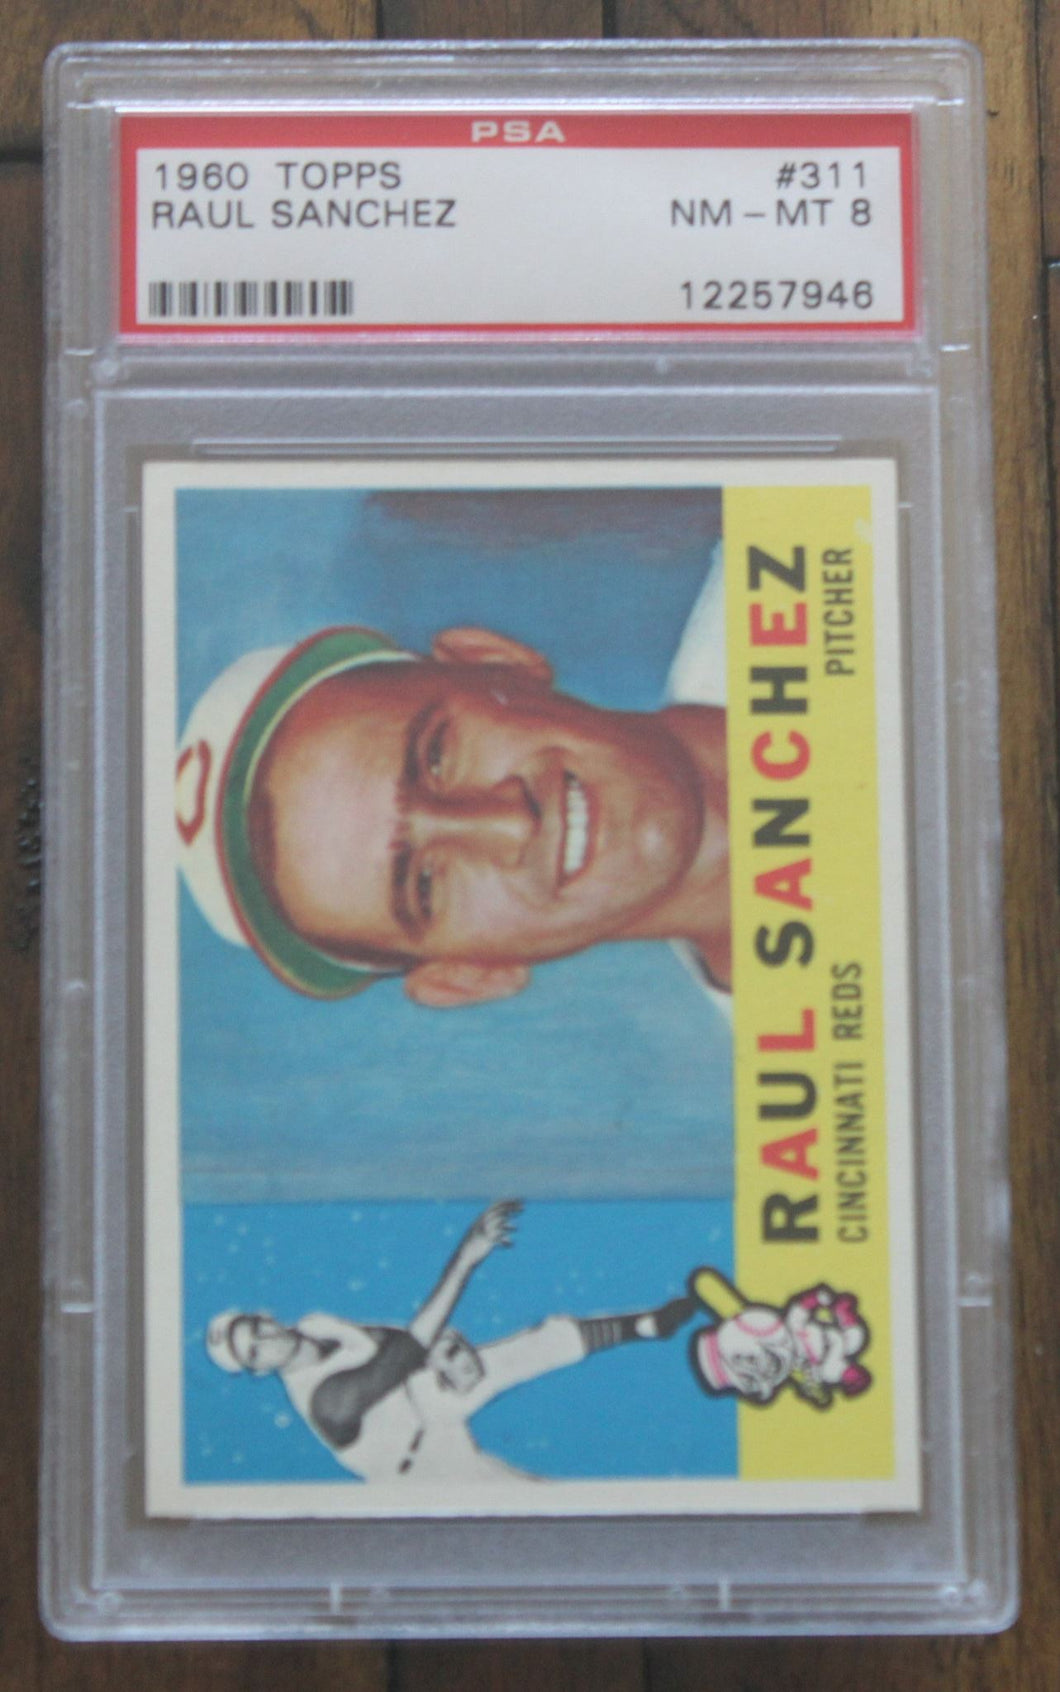 PSA
1960 TOPPS #311
RAUL SANCHEZ NM-MT 8
12257946
C
RAUL SANCHEZ
CINCINNATI REDS PITCHER